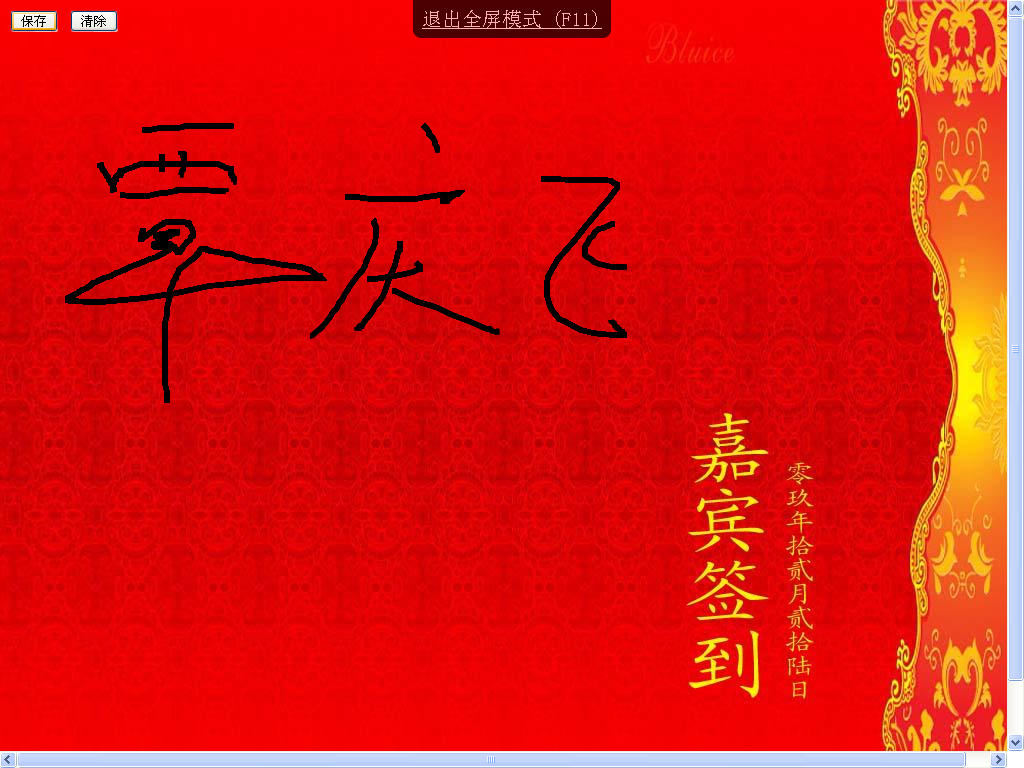 保存 清除
退出全屏模式 (F11)
Bluice
覃庆飞
嘉宾签到
零玖年拾贰月贰拾陆日